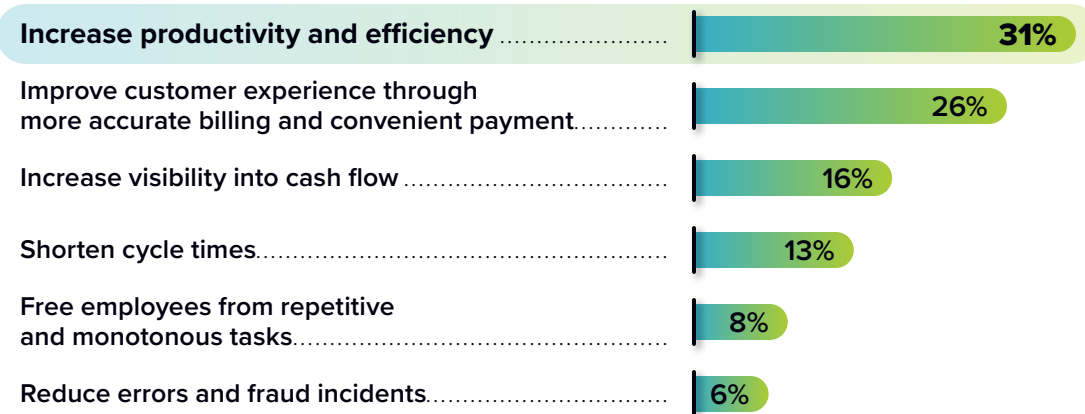 Increase productivity and efficiency ....................... 31%
Improve customer experience through
more accurate billing and convenient payment............. 26%
Increase visibility into cash flow .................................... 16%
Shorten cycle times........................................................ 13%
Free employees from repetitive
and monotonous tasks................................................... 8%
Reduce errors and fraud incidents................................. 6%